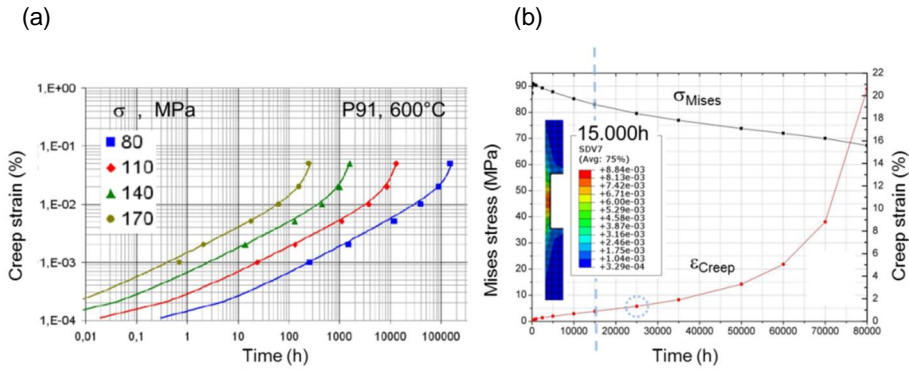 (a)
(b)
1,E+00
1,E-01
1,E-02
1,E-03
1,E-04
Creep strain (%)
σ , MPa
P91, 600°C
80
110
140
170
0,01
0,1
1
10
100
1000
10000
100000
Time (h)
90
80
70
60
50
40
30
20
10
0
Mises stress (MPa)
σMises
15.000h
SDV7
(Avg: 75%)
+8.84e-03
+8.13e-03
+7.42e-03
+6.71e-03
+6.00e-03
+5.29e-03
+4.58e-03
+3.87e-03
+3.16e-03
+2.46e-03
+1.75e-03
+1.04e-03
+3.29e-04
εCreep
22
20
18
16
14
12
10
8
6
4
2
0
Creep strain (%)
0
10000
20000
30000
40000
50000
60000
70000
80000
Time (h)